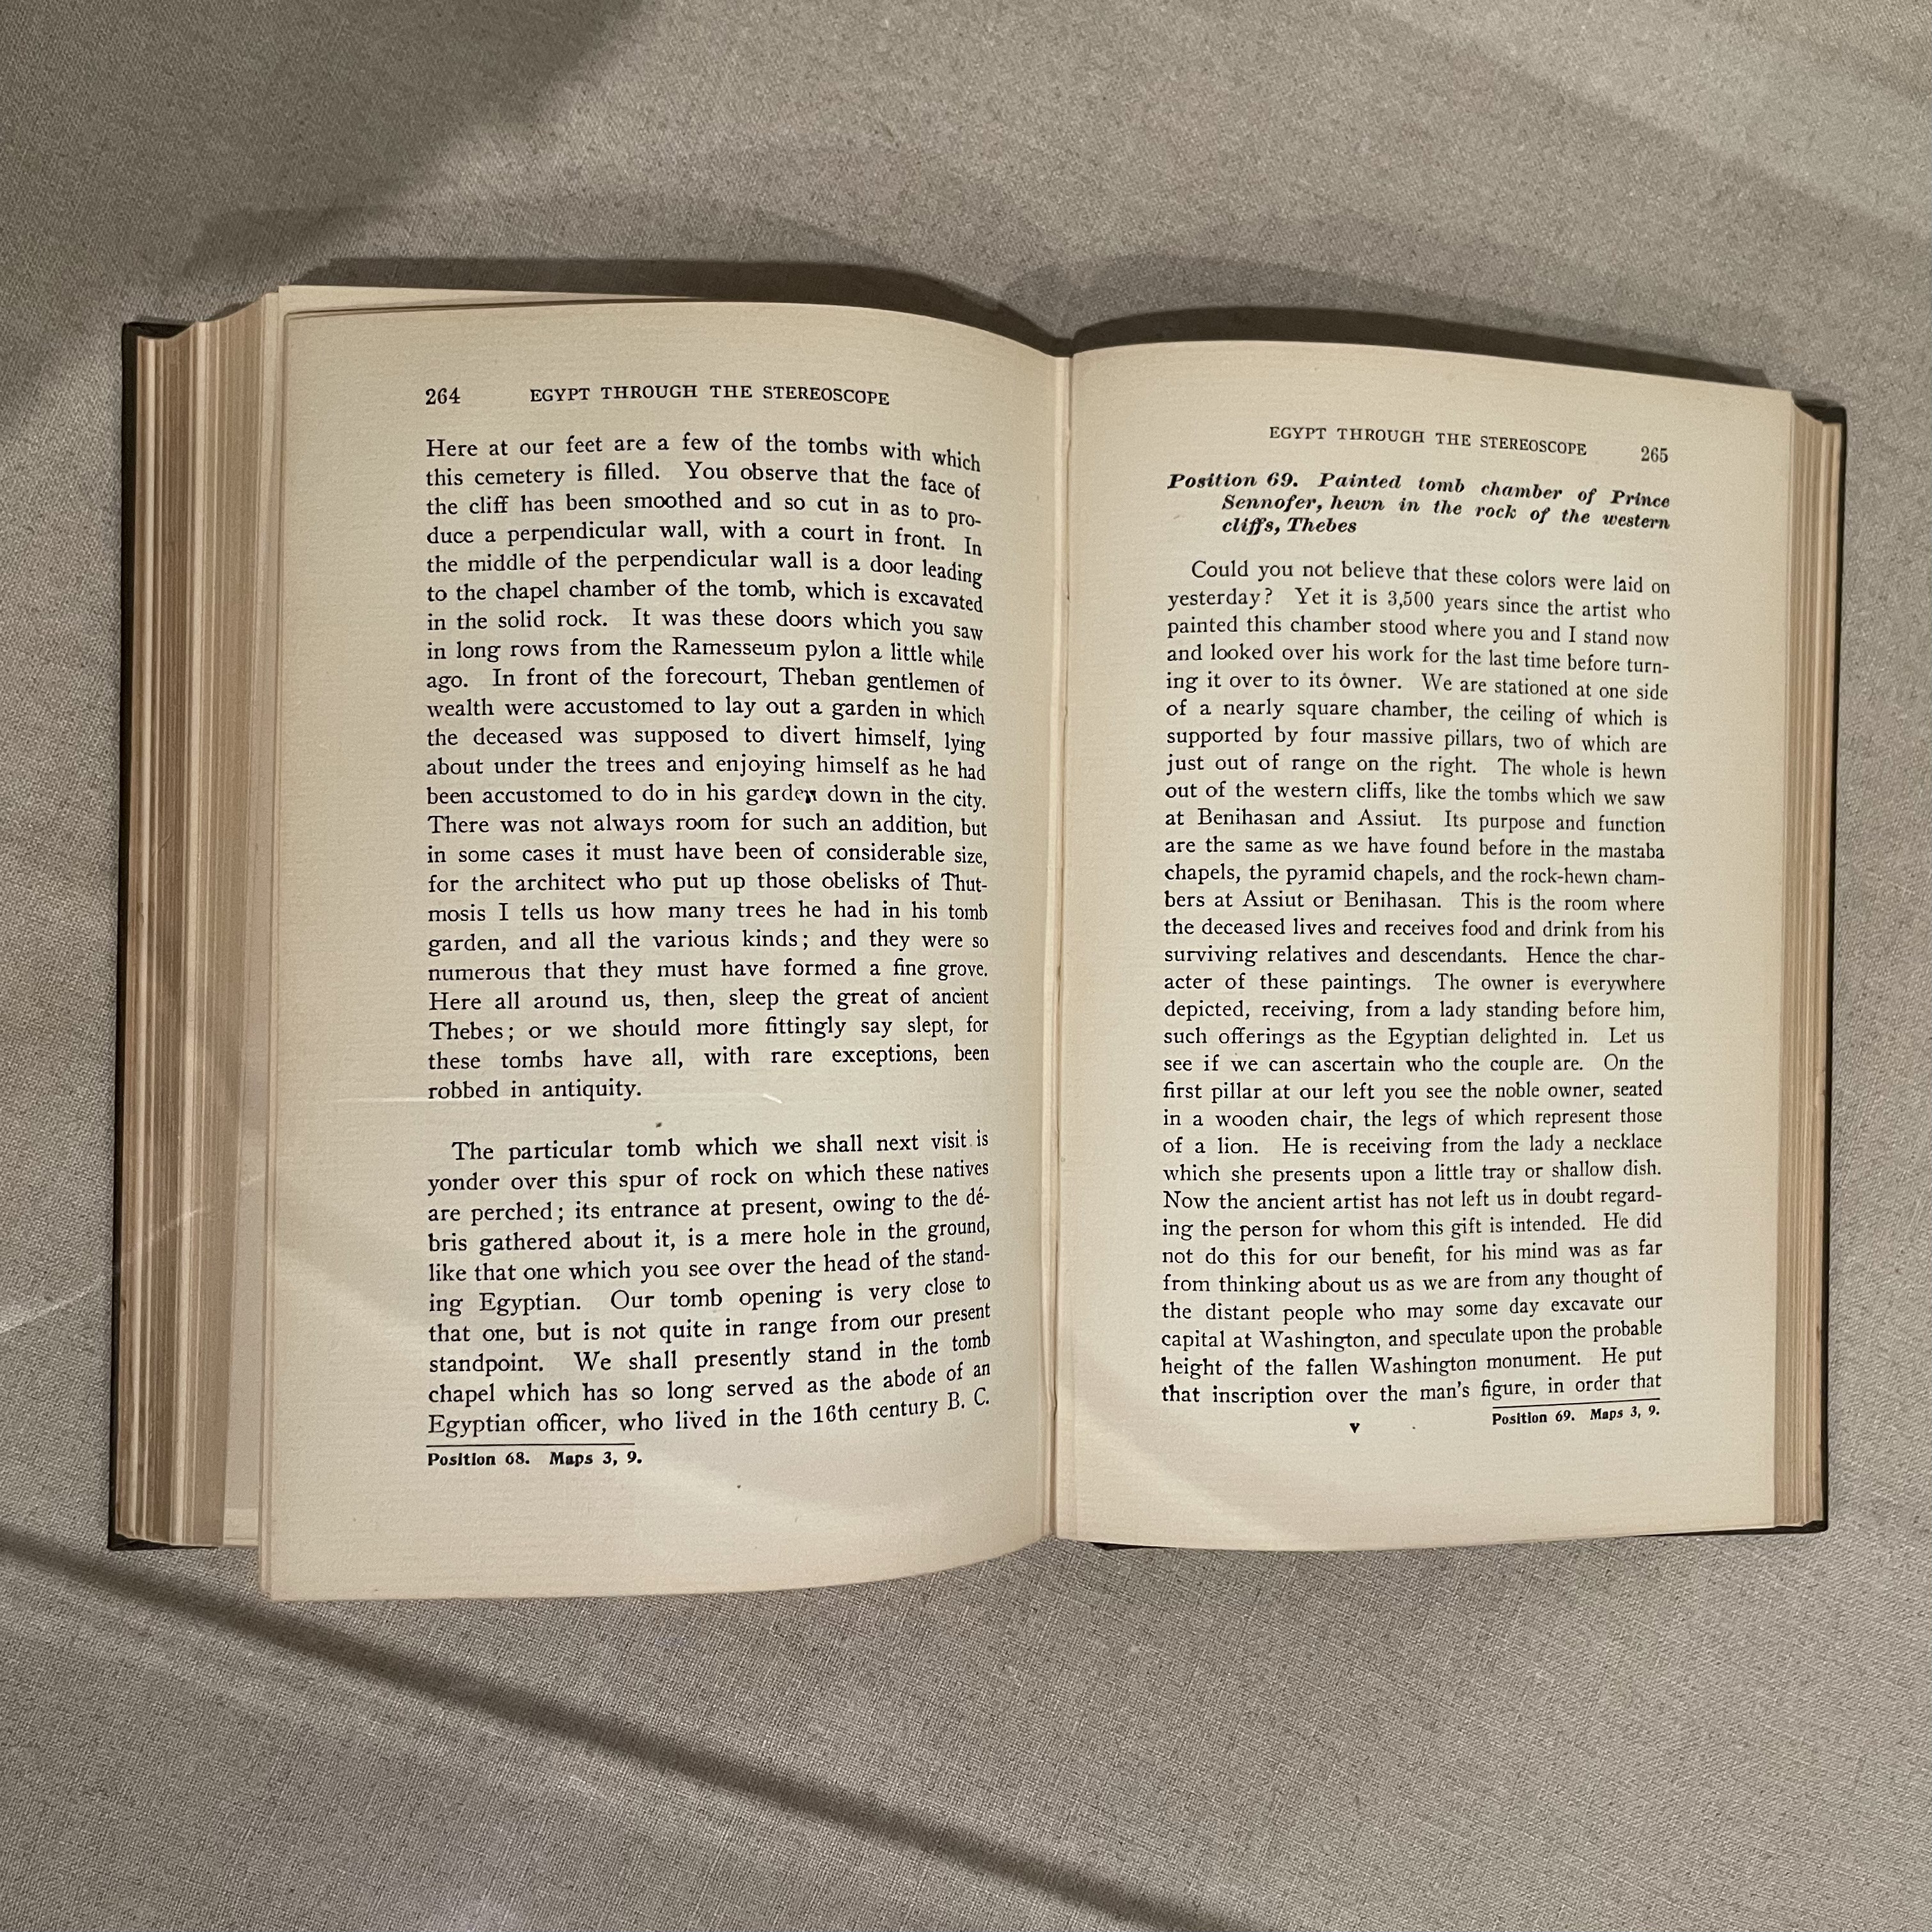 264 EGYPT THROUGH THE STEREOSCOPE
Here at our feet are a few of the tombs with which
this cemetery is filled. You observe that the face of
the cliff has been smoothed and so cut in as to pro-
duce a perpendicular wall, with a court in front. In
the middle of the perpendicular wall is a door leading
to the chapel chamber of the tomb, which is excavated
in the solid rock. It was these doors which you saw
in long rows from the Ramesseum pylon a little while
ago. In front of the forecourt, Theban gentlemen of
wealth were accustomed to lay out a garden in which
the deceased was supposed to divert himself, lying
about under the trees and enjoying himself as he had
been accustomed to do in his garden down in the city.
There was not always room for such an addition, but
in some cases it must have been of considerable size,
for the architect who put up those obelisks of Thut-
mosis I tells us how many trees he had in his tomb
garden, and all the various kinds; and they were so
numerous that they must have formed a fine grove.
Here all around us, then, sleep the great of ancient
Thebes; or we should more fittingly say slept, for
these tombs have all, with rare exceptions, been
robbed in antiquity.
The particular tomb which we shall next visit is
yonder over this spur of rock on which these natives
are perched; its entrance at present, owing to the dé-
bris gathered about it, is a mere hole in the ground,
like that one which you see over the head of the stand-
ing Egyptian. Our tomb opening is very close to
that one, but is not quite in range from our present
standpoint. We shall presently stand in the tomb
chapel which has so long served as the abode of an
Egyptian officer, who lived in the 16th century B. C.
Position 68. Maps 3, 9.
EGYPT THROUGH THE STEREOSCOPE 265
Position 69. Painted tomb chamber of Prince
Sennofer, hewn in the rock of the western
cliffs, Thebes
Could you not believe that these colors were laid on
yesterday? Yet it is 3,500 years since the artist who
painted this chamber stood where you and I stand now
and looked over his work for the last time before turn-
ing it over to its owner. We are stationed at one side
of a nearly square chamber, the ceiling of which is
supported by four massive pillars, two of which are
just out of range on the right. The whole is hewn
out of the western cliffs, like the tombs which we saw
at Benihasan and Assiut. Its purpose and function
are the same as we have found before in the mastaba
chapels, the pyramid chapels, and the rock-hewn cham-
bers at Assiut or Benihasan. This is the room where
the deceased lives and receives food and drink from his
surviving relatives and descendants. Hence the char-
acter of these paintings. The owner is everywhere
depicted, receiving, from a lady standing before him,
such offerings as the Egyptian delighted in. Let us
see if we can ascertain who the couple are. On the
first pillar at our left you see the noble owner, seated
in a wooden chair, the legs of which represent those
of a lion. He is receiving from the lady a necklace
which she presents upon a little tray or shallow dish.
Now the ancient artist has not left us in doubt regard-
ing the person for whom this gift is intended. He did
not do this for our benefit, for his mind was as far
from thinking about us as we are from any thought of
the distant people who may some day excavate our
capital at Washington, and speculate upon the probable
height of the fallen Washington monument. He put
that inscription over the man's figure, in order that
Position 69. Maps 3, 9.
v